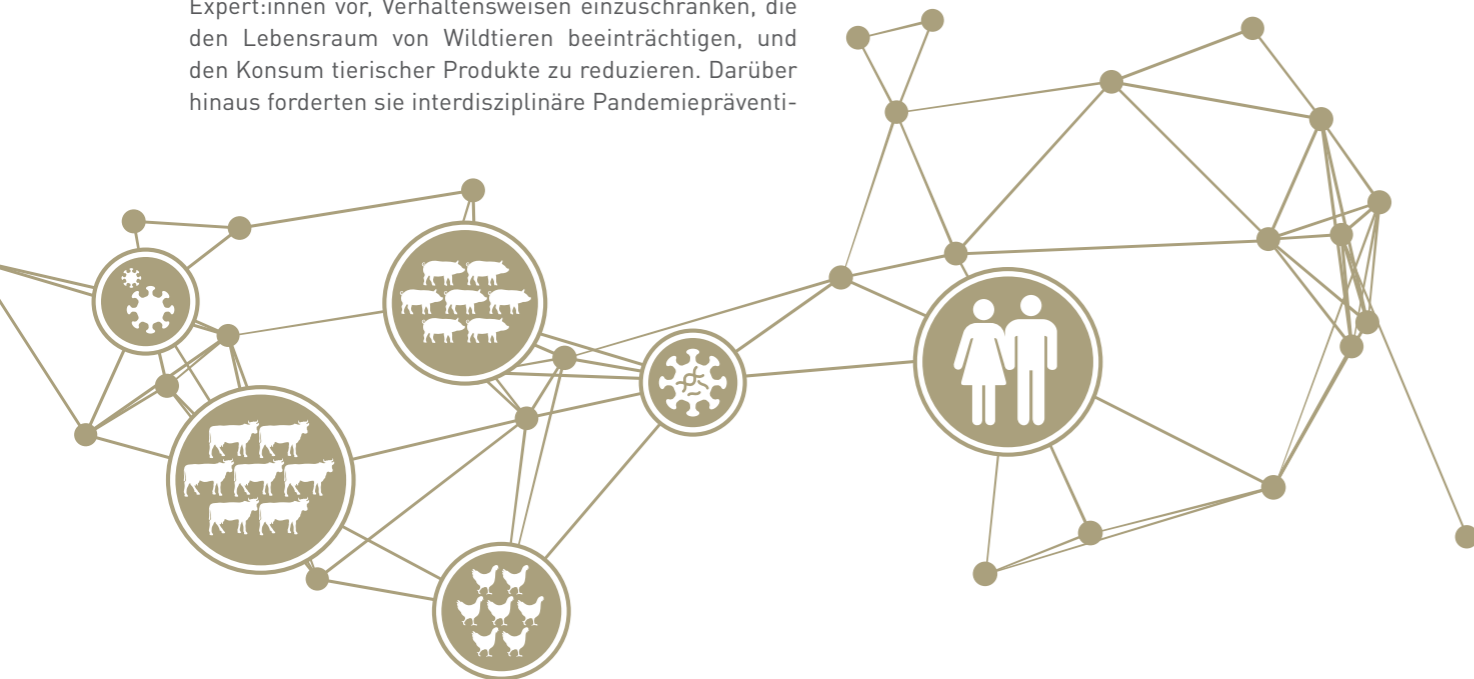 Expert:innen vor, Verhaltensweisen einzuschränken, die
den Lebensraum von Wildtieren beeinträchtigen, und
den Konsum tierischer Produkte zu reduzieren. Darüber
hinaus forderten sie interdisziplinäre Pandemiepräventi-